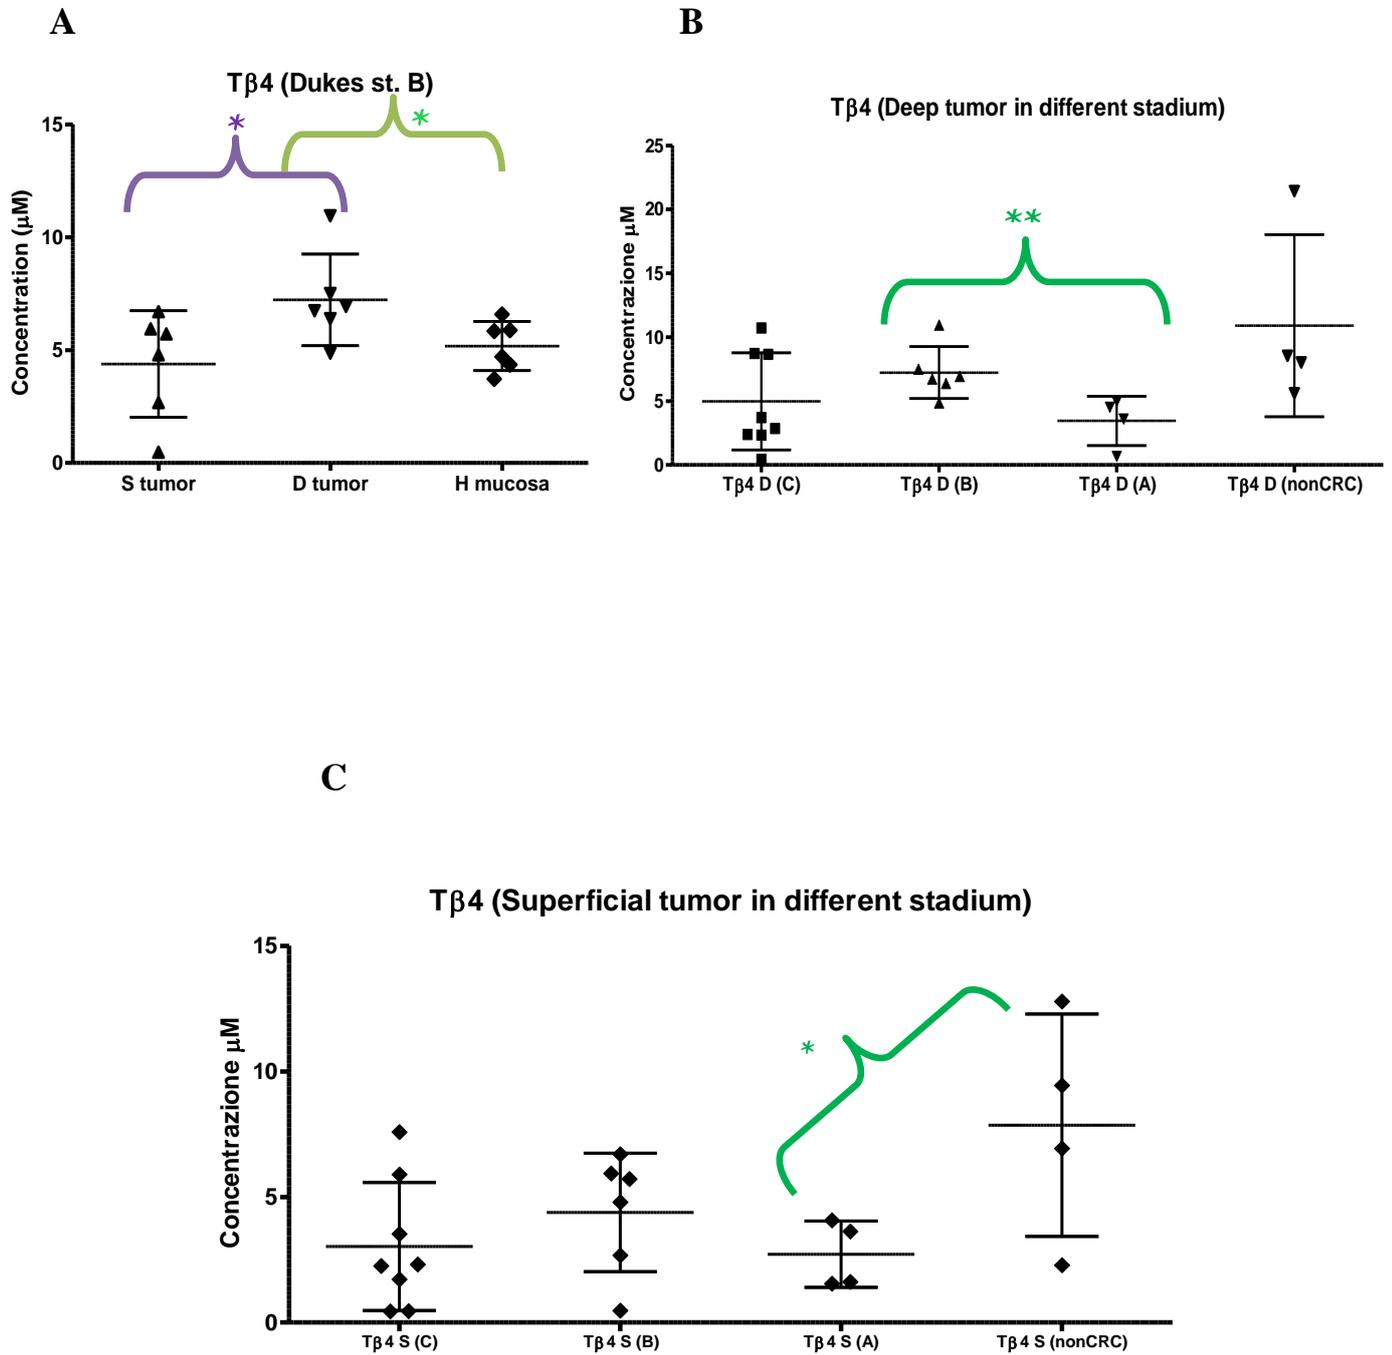 A
Tβ4 (Dukes st. B)
* *
15
10
5
0
Concentration (µM)
S tumor D tumor H mucosa
B
Tβ4 (Deep tumor in different stadium)
**
25
20
15
10
5
0
Concentrazione µM
Tβ4 D (C) Tβ4 D (B) Tβ4 D (A) Tβ4 D (nonCRC)
C
Tβ4 (Superficial tumor in different stadium)
*
15
10
5
0
Concentrazione µM
Tβ4 S (C) Tβ4 S (B) Tβ4 S (A) Tβ4 S (nonCRC)